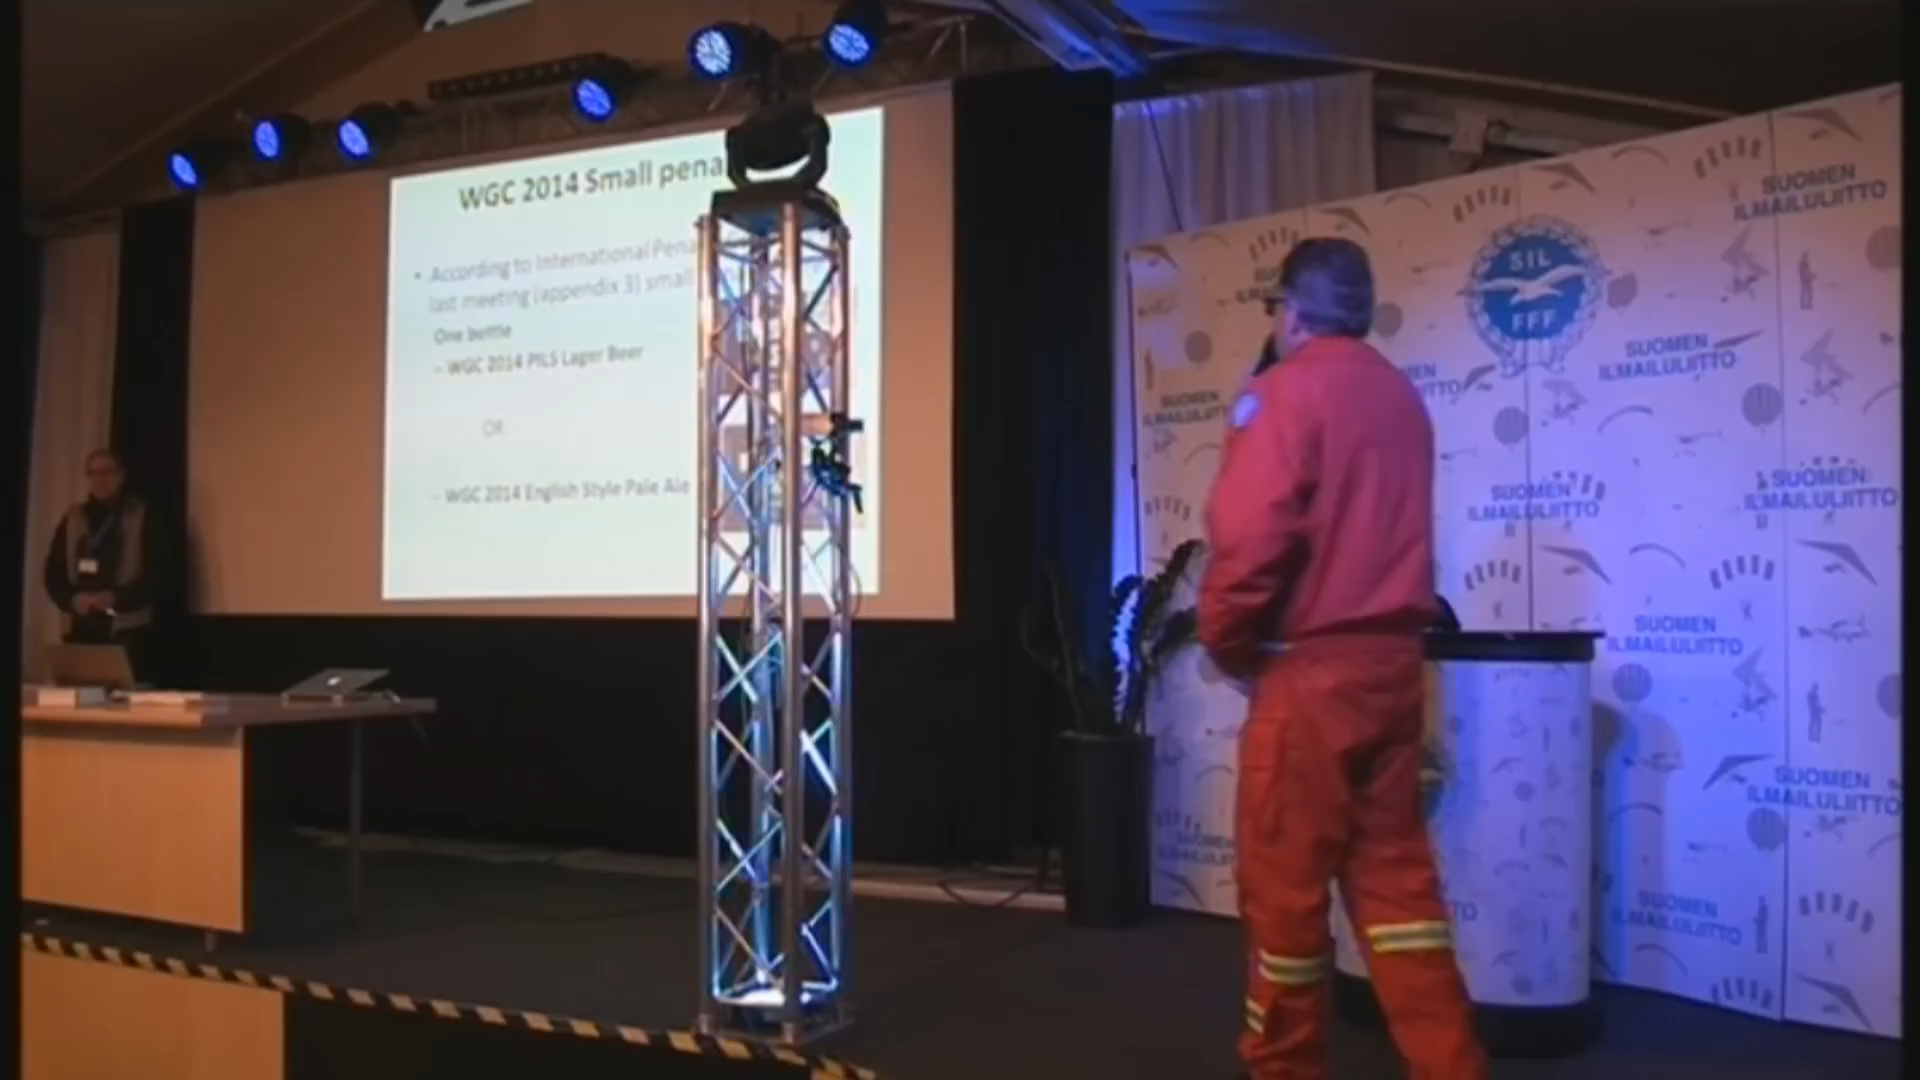 WGC 2014 Small pena
• According to International Pena
last meeting (appendix 3) small
One bottle
– WGC 2014 PILS Lager Beer
OR
– WGC 2014 English Style Pale Ale
SUOMEN
ILMAILULIITTO
SIL
FFF
SUOMEN
ILMAILULIITTO
SUOMEN
ILMAILULIITTO
SUOMEN
ILMAILULIITTO
SUOMEN
ILMAILULIITTO
SUOMEN
ILMAILULIITTO
SUOMEN
ILMAILULIITTO
SUOMEN
ILMAILULIITTO